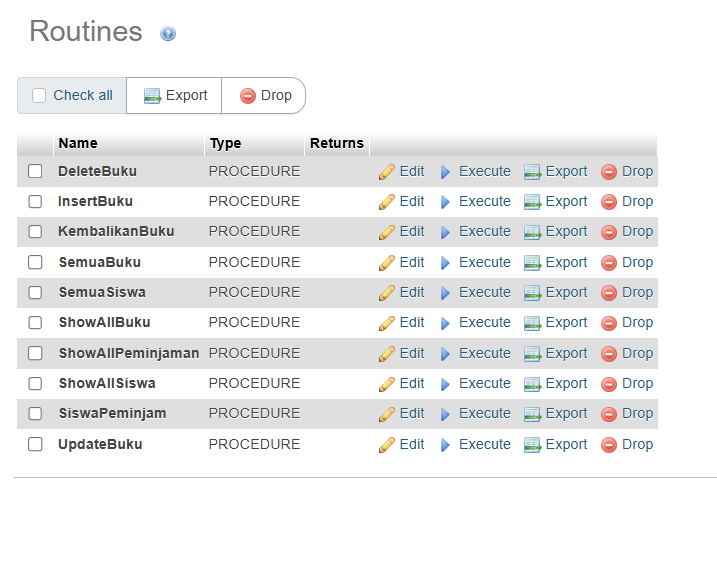 Routines
Check all Export Drop
Name Type Returns
DeleteBuku PROCEDURE Edit Execute Export Drop
InsertBuku PROCEDURE Edit Execute Export Drop
KembalikanBuku PROCEDURE Edit Execute Export Drop
SemuaBuku PROCEDURE Edit Execute Export Drop
SemuaSiswa PROCEDURE Edit Execute Export Drop
ShowAllBuku PROCEDURE Edit Execute Export Drop
ShowAllPeminjaman PROCEDURE Edit Execute Export Drop
ShowAllSiswa PROCEDURE Edit Execute Export Drop
SiswaPeminjam PROCEDURE Edit Execute Export Drop
UpdateBuku PROCEDURE Edit Execute Export Drop